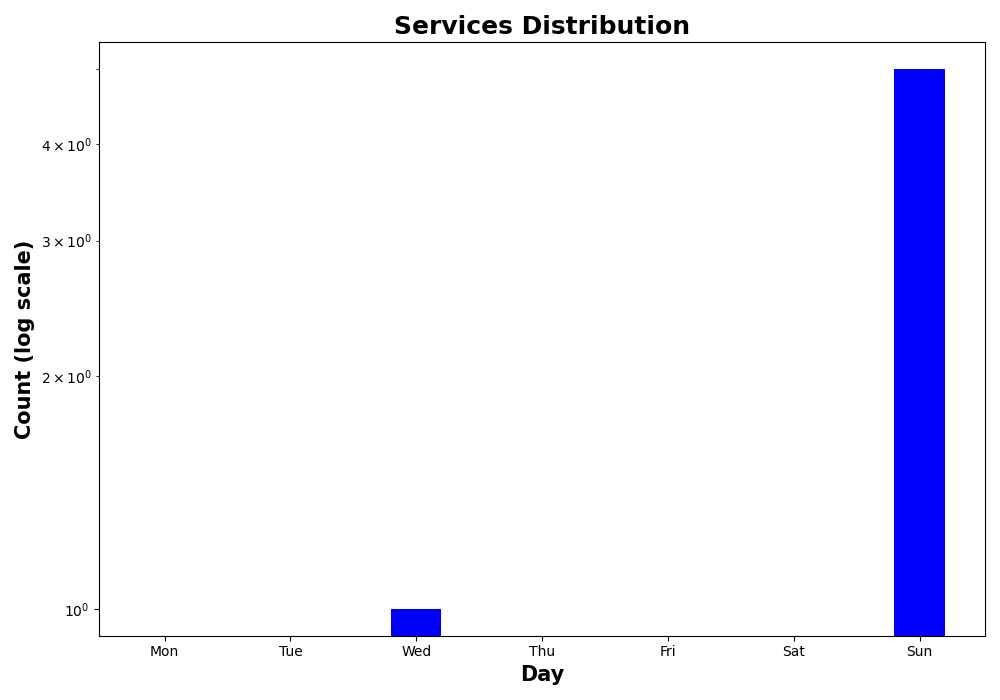 Services Distribution
4 × 10⁰
3 × 10⁰
2 × 10⁰
10⁰
Count (log scale)
Mon Tue Wed Thu Fri Sat Sun
Day